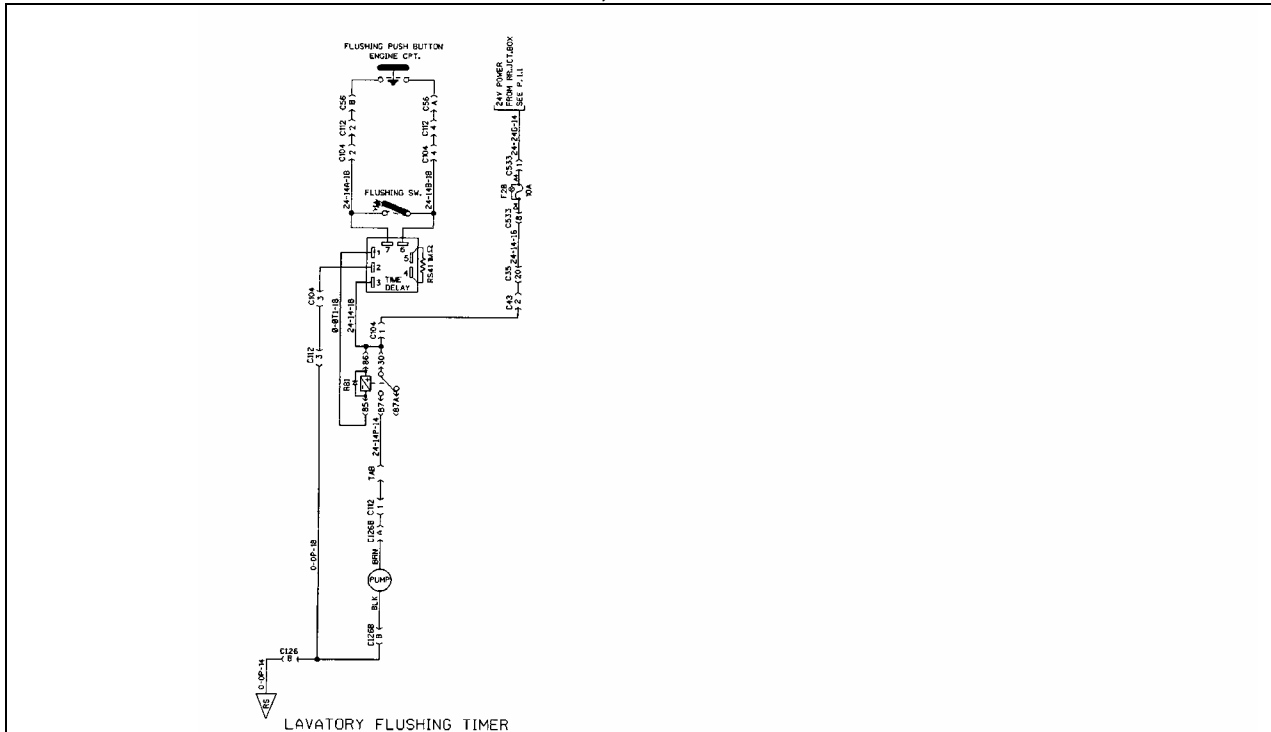 FLUSHING PUSH BUTTON
ENGINE CPT.
24V POWER
FROM RR.JCT.BOX
SEE P.1.1
C56
B
C56
A
C112
2
C112
4
C104
2
C104
4
24-14A-18
24-14B-18
24-24G-14
C533
1
F28
10A
C533
8
24-14-16
C35
20
C43
2
FLUSHING SW.
7
6
1
2
3
5
4
TIME
DELAY
C104
3
0-0T1-18
24-14-18
C104
1
C112
3
86
30
R81
85
87
87A
24-14P-14
TAB
C112
1
C126B
A
BRN
PUMP
BLK
C126B
B
0-0P-18
C126
B
0-0P-14
RS
LAVATORY FLUSHING TIMER